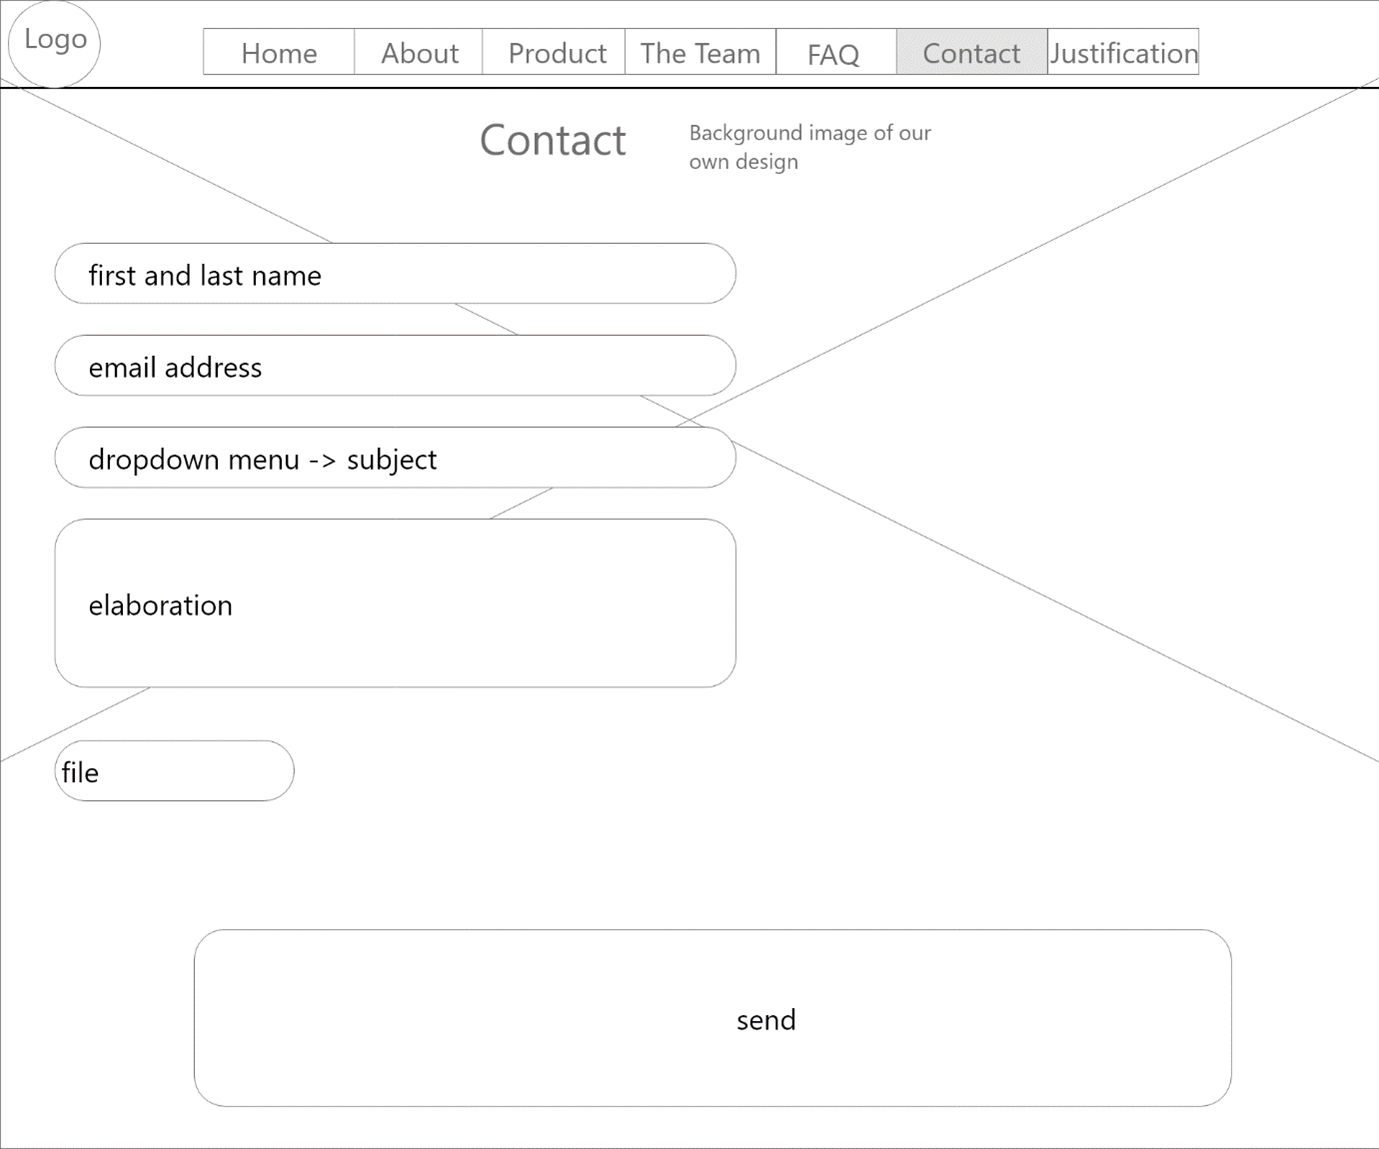 Logo
Home
About
Product
The Team
FAQ
Contact
Justification
Contact
Background image of our
own design
first and last name
email address
dropdown menu -> subject
elaboration
file
send